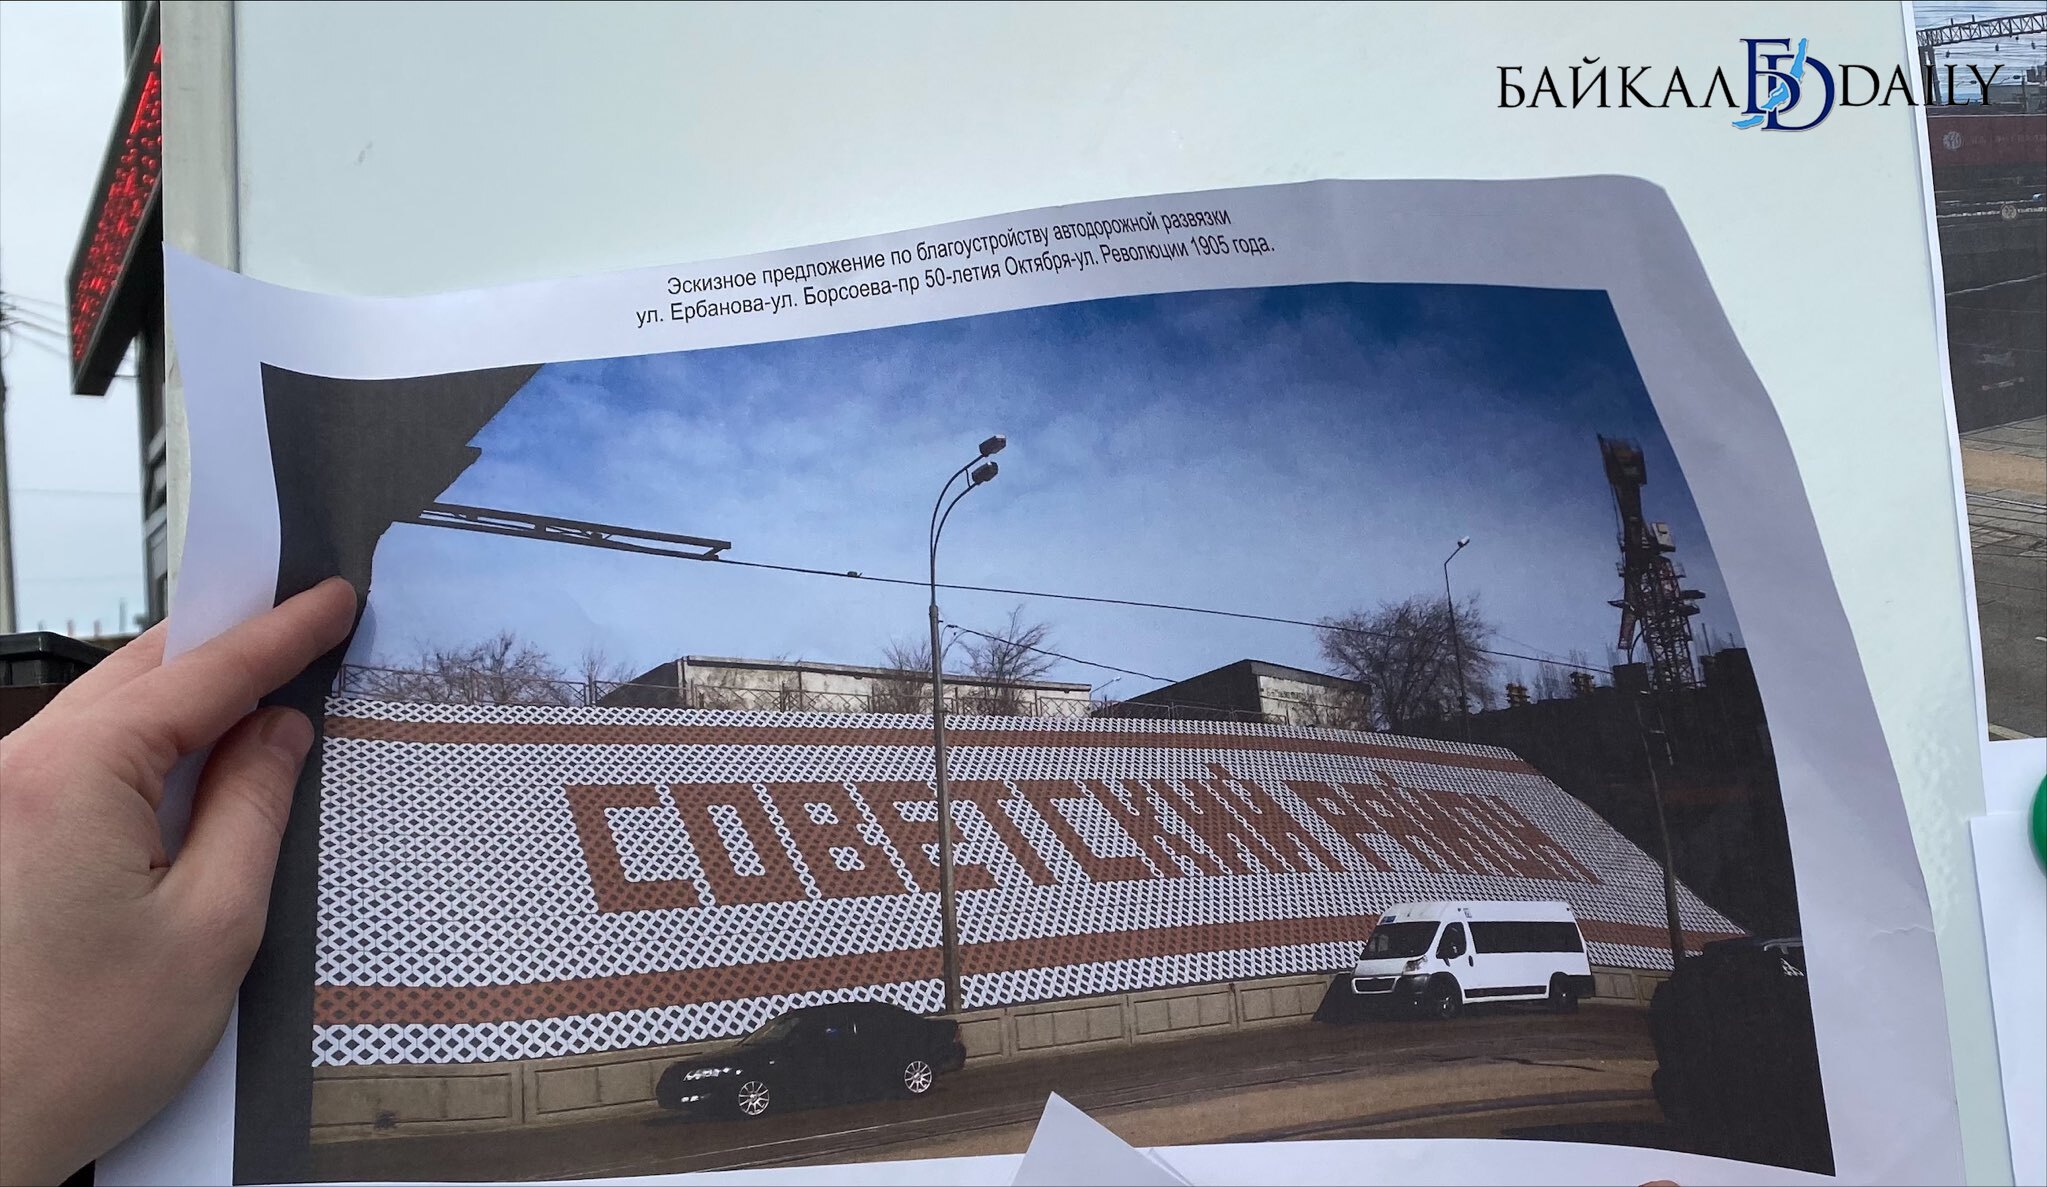 БАЙКАЛ БD DAILY
Эскизное предложение по благоустройству автодорожной развязки
ул. Ербанова-ул. Борсоева-пр 50-летия Октября-ул. Революции 1905 года.
СОВЕТСКИЙ РАЙОН